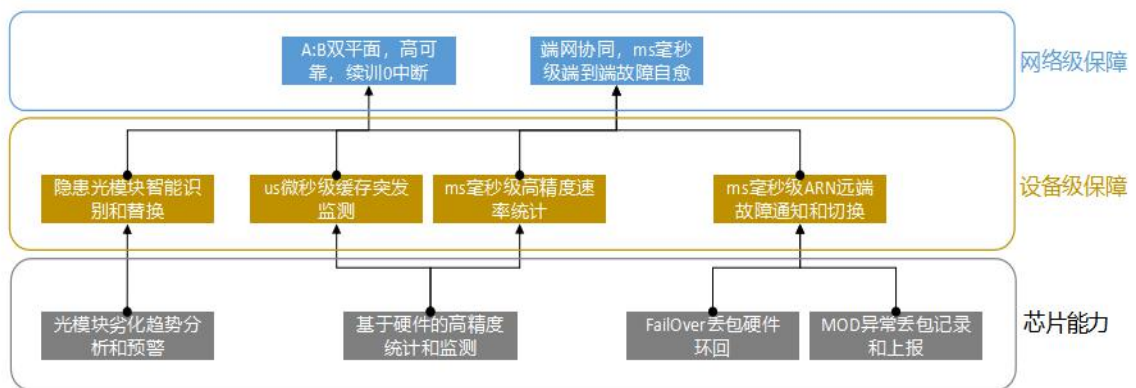 A:B双平面，高可
靠，续训0中断
端网协同，ms毫秒
级端到端故障自愈
网络级保障
隐患光模块智能识
别和替换
us微秒级缓存突发
监测
ms毫秒级高精度速
率统计
ms毫秒级ARN远端
故障通知和切换
设备级保障
光模块劣化趋势分
析和预警
基于硬件的高精度
统计和监测
FailOver丢包硬件
环回
MOD异常丢包记录
和上报
芯片能力